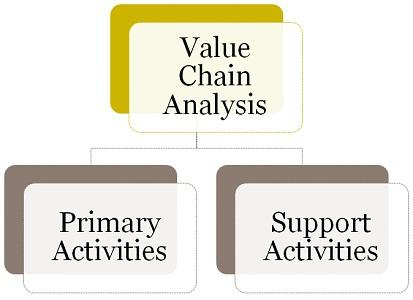 Value
Chain
Analysis
Primary
Activities
Support
Activities